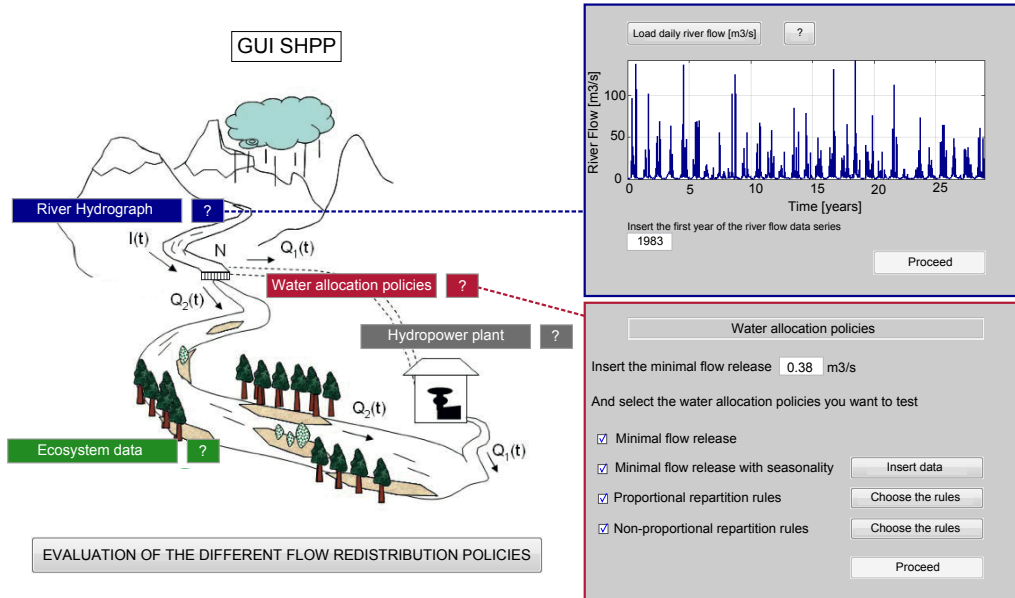 GUI SHPP
River Hydrograph ?
I(t)
N
Q1(t)
Water allocation policies ?
Q2(t)
Hydropower plant ?
Q2(t)
Ecosystem data ?
Q1(t)
EVALUATION OF THE DIFFERENT FLOW REDISTRIBUTION POLICIES
Load daily river flow [m3/s] ?
River Flow [m3/s]
100
50
0
0 5 10 15 20 25
Time [years]
Insert the first year of the river flow data series
1983
Proceed
Water allocation policies
Insert the minimal flow release 0.38 m3/s
And select the water allocation policies you want to test
Minimal flow release
Minimal flow release with seasonality Insert data
Proportional repartition rules Choose the rules
Non-proportional repartition rules Choose the rules
Proceed